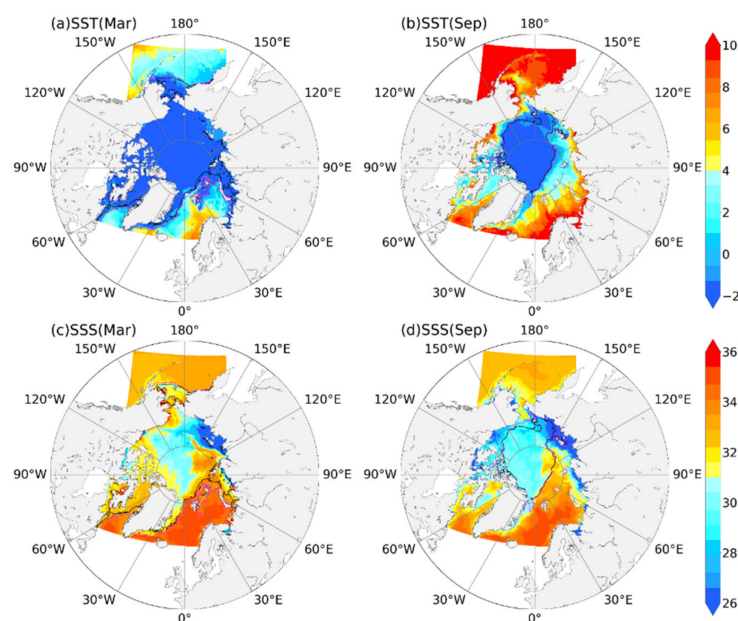 (a)SST(Mar) 180° (b)SST(Sep) 180°
150°W 150°E 150°W 150°E
120°W 120°E 120°W 120°E
90°W 90°E 90°W 90°E
60°W 60°E 60°W 60°E
30°W 0° 30°E 30°W 0° 30°E
10
8
6
4
2
0
−2
(c)SSS(Mar) 180° (d)SSS(Sep) 180°
150°E 150°W 150°E
120°W 120°E 120°W 120°E
90°W 90°E 90°W 90°E
60°W 60°E 60°W 60°E
30°W 0° 30°E 30°W 0° 30°E
36
34
32
30
28
26